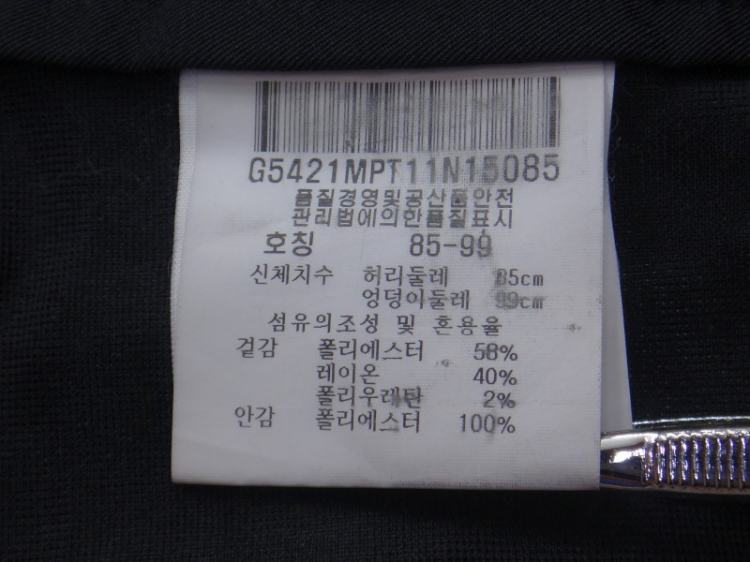 G5421MPT11N15085
품질경영및공산품안전
관리법에의한품질표시
호칭 85-99
신체치수 허리둘레 85cm
엉덩이둘레 99cm
섬유의조성 및 혼용율
겉감 폴리에스터 58%
레이온 40%
폴리우레탄 2%
안감 폴리에스터 100%